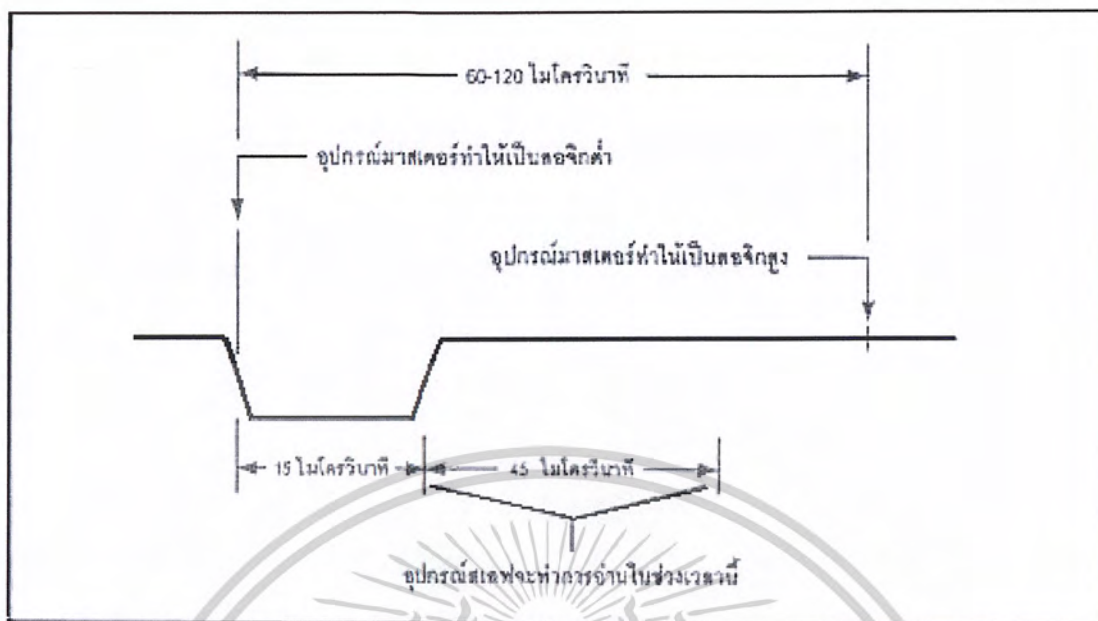 60-120 ไมโครวินาที
อุปกรณ์มาสเตอร์ทำให้เป็นลอจิกต่ำ
อุปกรณ์มาสเตอร์ทำให้เป็นลอจิกสูง
15 ไมโครวินาที
45 ไมโครวินาที
อุปกรณ์สเลฟจะทำการอ่านในช่วงเวลานี้